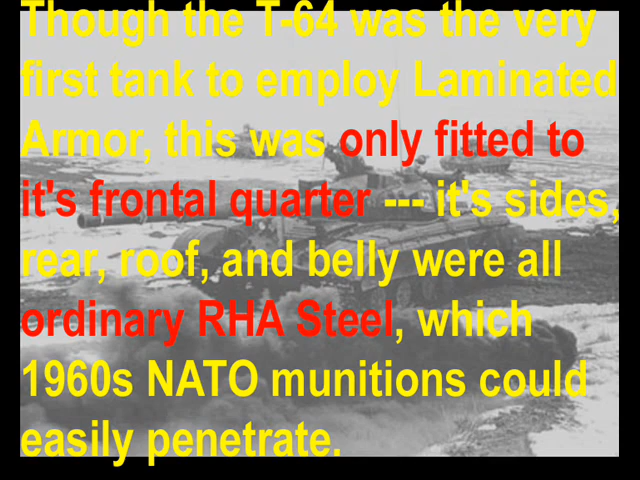 Though the T-64 was the very
first tank to employ Laminated
Armor, this was only fitted to
it's frontal quarter --- it's sides,
rear, roof, and belly were all
ordinary RHA Steel, which
1960s NATO munitions could
easily penetrate.